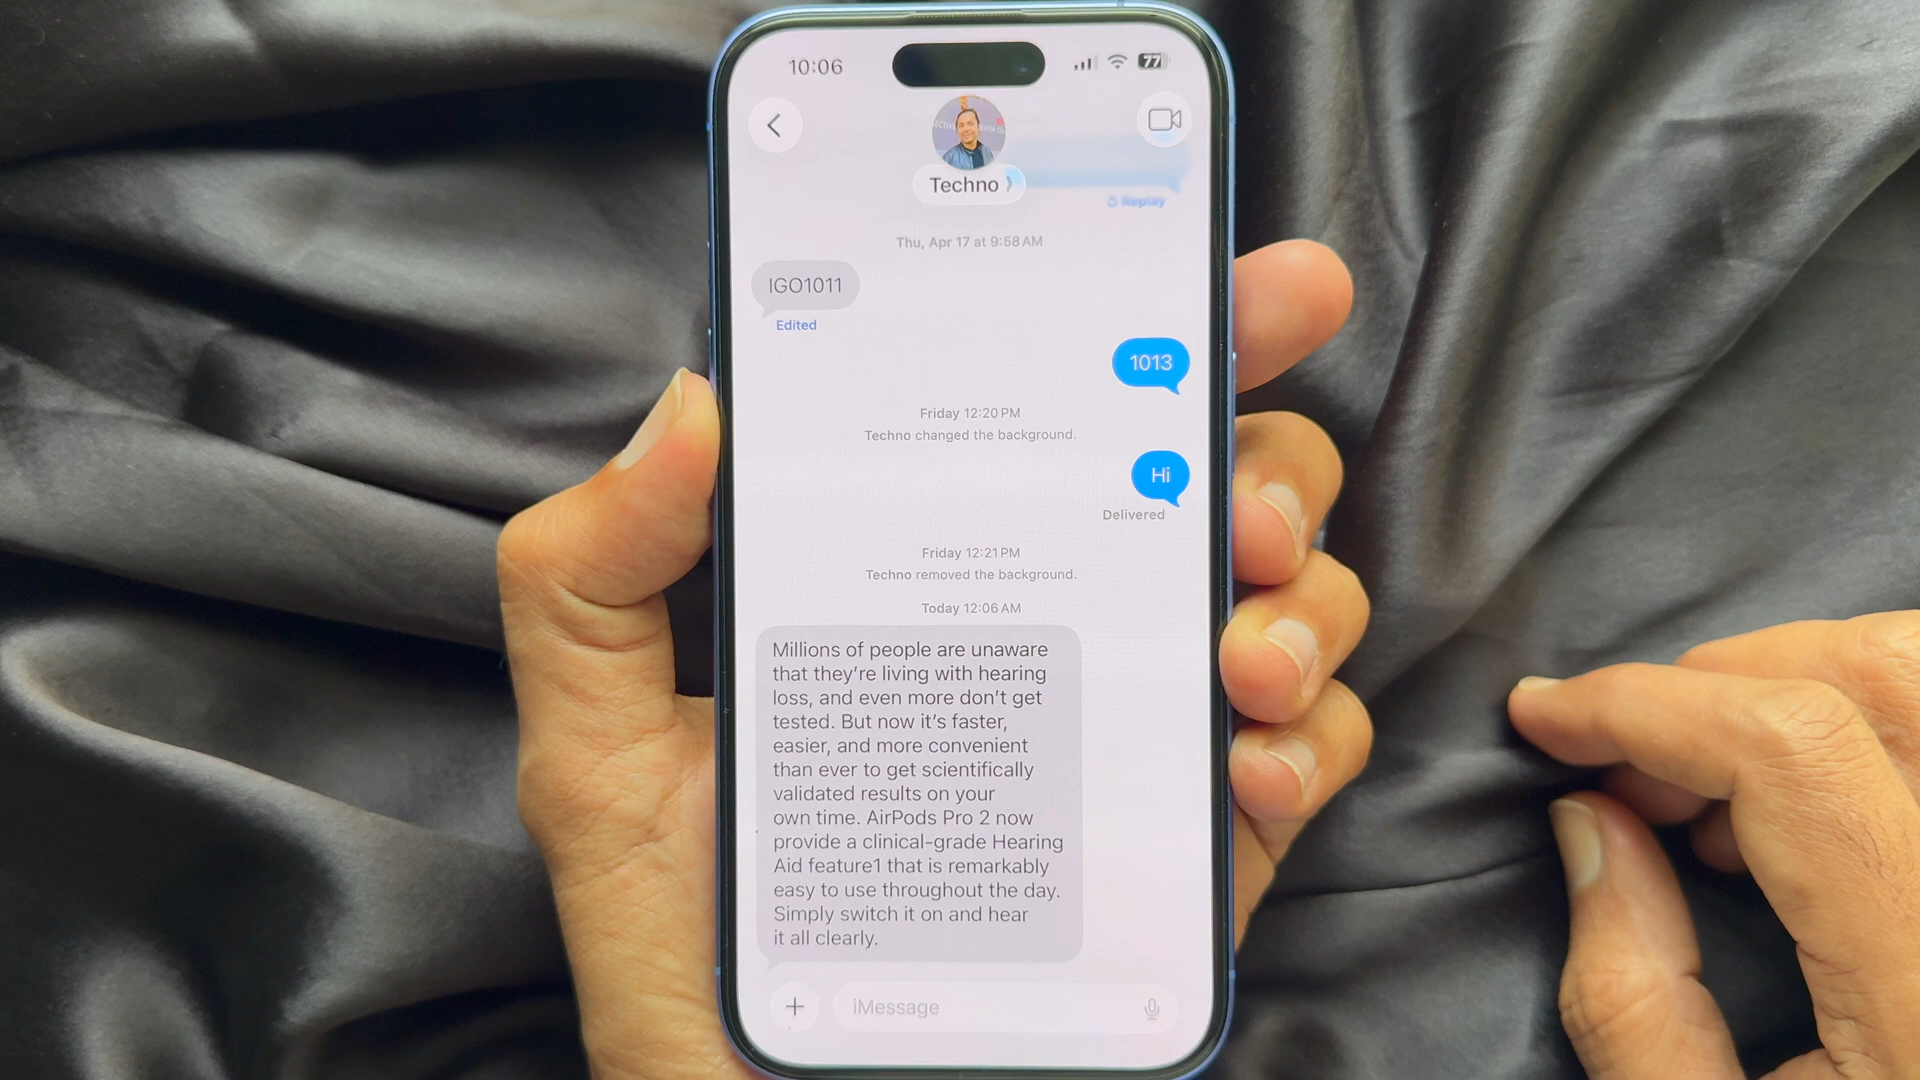 10:06
77
Techno
Replay
Thu, Apr 17 at 9:58 AM
IGO1011
Edited
1013
Friday 12:20 PM
Techno changed the background.
Hi
Delivered
Friday 12:21 PM
Techno removed the background.
Today 12:06 AM
Millions of people are unaware
that they're living with hearing
loss, and even more don't get
tested. But now it's faster,
easier, and more convenient
than ever to get scientifically
validated results on your
own time. AirPods Pro 2 now
provide a clinical-grade Hearing
Aid feature1 that is remarkably
easy to use throughout the day.
Simply switch it on and hear
it all clearly.
iMessage